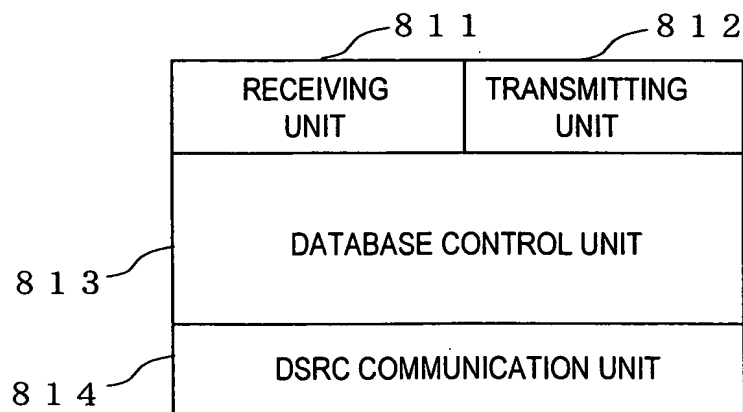 811
812
RECEIVING
UNIT
TRANSMITTING
UNIT
DATABASE CONTROL UNIT
813
DSRC COMMUNICATION UNIT
814